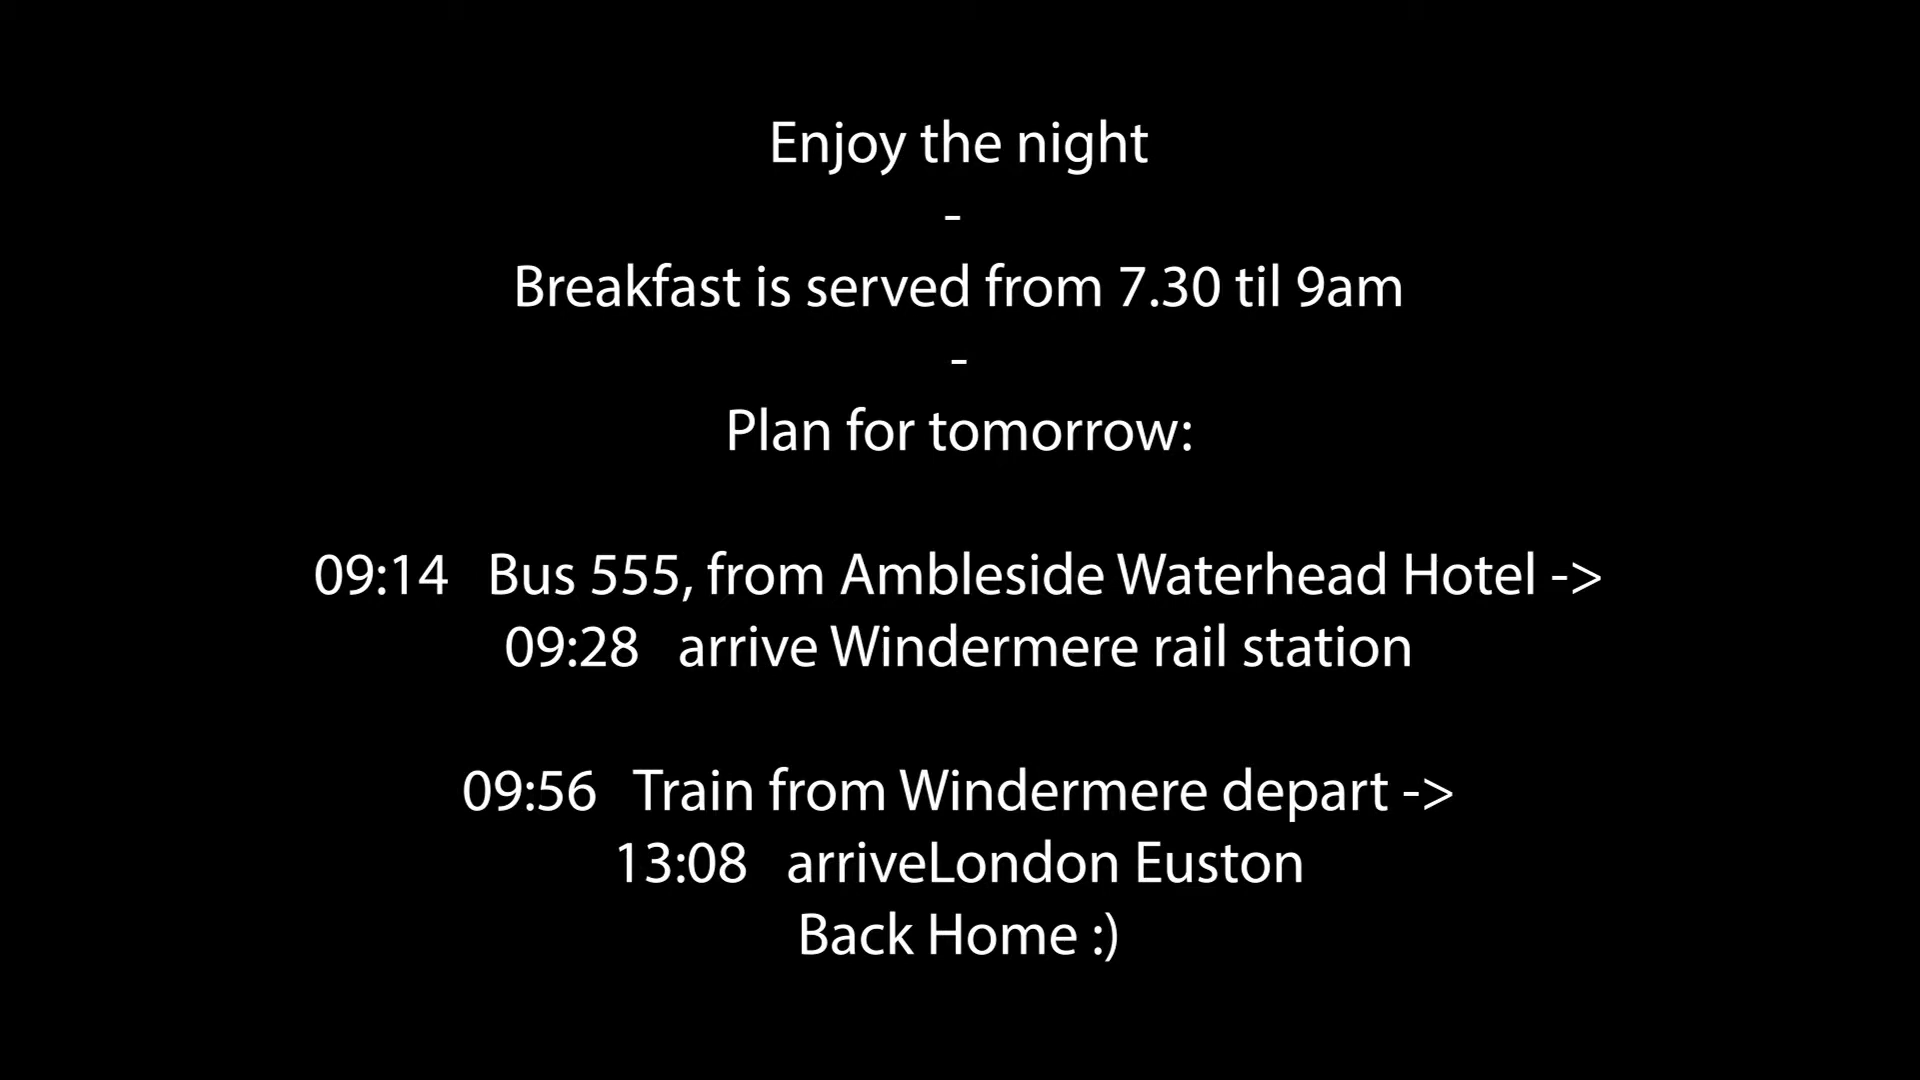 Enjoy the night
-
Breakfast is served from 7.30 til 9am
-
Plan for tomorrow:
09:14 Bus 555, from Ambleside Waterhead Hotel ->
09:28 arrive Windermere rail station
09:56 Train from Windermere depart ->
13:08 arriveLondon Euston
Back Home :)